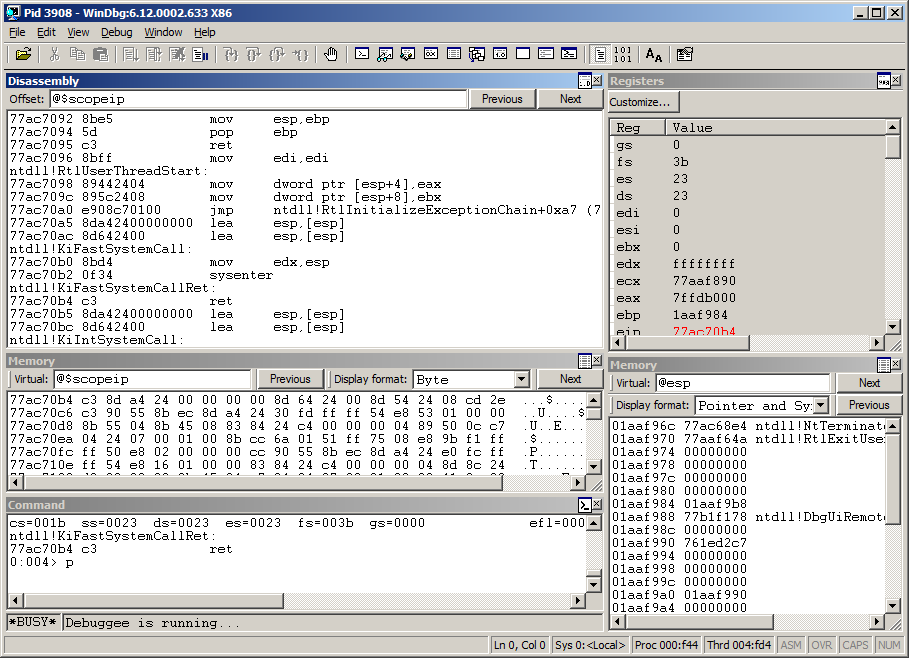 Pid 3908 - WinDbg:6.12.0002.633 X86
File Edit View Debug Window Help
Disassembly
Offset: @$scopeip Previous Next
77ac7092 8be5 mov esp,ebp
77ac7094 5d pop ebp
77ac7095 c3 ret
77ac7096 8bff mov edi,edi
ntdll!RtlUserThreadStart:
77ac7098 89442404 mov dword ptr [esp+4],eax
77ac709c 895c2408 mov dword ptr [esp+8],ebx
77ac70a0 e908c70100 jmp ntdll!RtlInitializeExceptionChain+0xa7 (7
77ac70a5 8da42400000000 lea esp,[esp]
77ac70ac 8d642400 lea esp,[esp]
ntdll!KiFastSystemCall:
77ac70b0 8bd4 mov edx,esp
77ac70b2 0f34 sysenter
ntdll!KiFastSystemCallRet:
77ac70b4 c3 ret
77ac70b5 8da42400000000 lea esp,[esp]
77ac70bc 8d642400 lea esp,[esp]
ntdll!KiIntSystemCall:
Registers
Customize...
Reg Value
gs 0
fs 3b
es 23
ds 23
edi 0
esi 0
ebx 0
edx ffffffff
ecx 77aaf890
eax 7ffdb000
ebp 1aaf984
eip 77ac70b4
Memory
Virtual: @$scopeip Previous Display format: Byte Next
77ac70b4 c3 8d a4 24 00 00 00 00 8d 64 24 00 8d 54 24 08 cd 2e ...$.....
77ac70c6 c3 90 55 8b ec 8d a4 24 30 fd ff ff 54 e8 53 01 00 00 ..U....$
77ac70d8 8b 55 04 8b 45 08 83 84 24 c4 00 00 00 04 89 50 0c c7 .U..E...
77ac70ea 04 24 07 00 01 00 8b cc 6a 01 51 ff 75 08 e8 9b f1 ff .$......
77ac70fc ff 50 e8 02 00 00 00 cc 90 55 8b ec 8d a4 24 e0 fc ff .P......
77ac710e ff 54 e8 16 01 00 00 83 84 24 c4 00 00 00 04 8d 8c 24 .T......
Memory
Virtual: @esp Next
Display format: Pointer and Sy Previous
01aaf96c 77ac68e4 ntdll!NtTerminat
01aaf970 77aaf64a ntdll!RtlExitUse
01aaf974 00000000
01aaf978 00000000
01aaf97c 00000000
01aaf980 00000000
01aaf984 01aaf9b8
01aaf988 77b1f178 ntdll!DbgUiRemot
01aaf98c 00000000
01aaf990 761ed2c7
01aaf994 00000000
01aaf998 00000000
01aaf99c 00000000
01aaf9a0 01aaf990
01aaf9a4 00000000
Command
cs=001b ss=0023 ds=0023 es=0023 fs=003b gs=0000 efl=000
ntdll!KiFastSystemCallRet:
77ac70b4 c3 ret
0:004> p
*BUSY* Debuggee is running...
Ln 0, Col 0 Sys 0:<Local> Proc 000:f44 Thrd 004:fd4 ASM OVR CAPS NUM